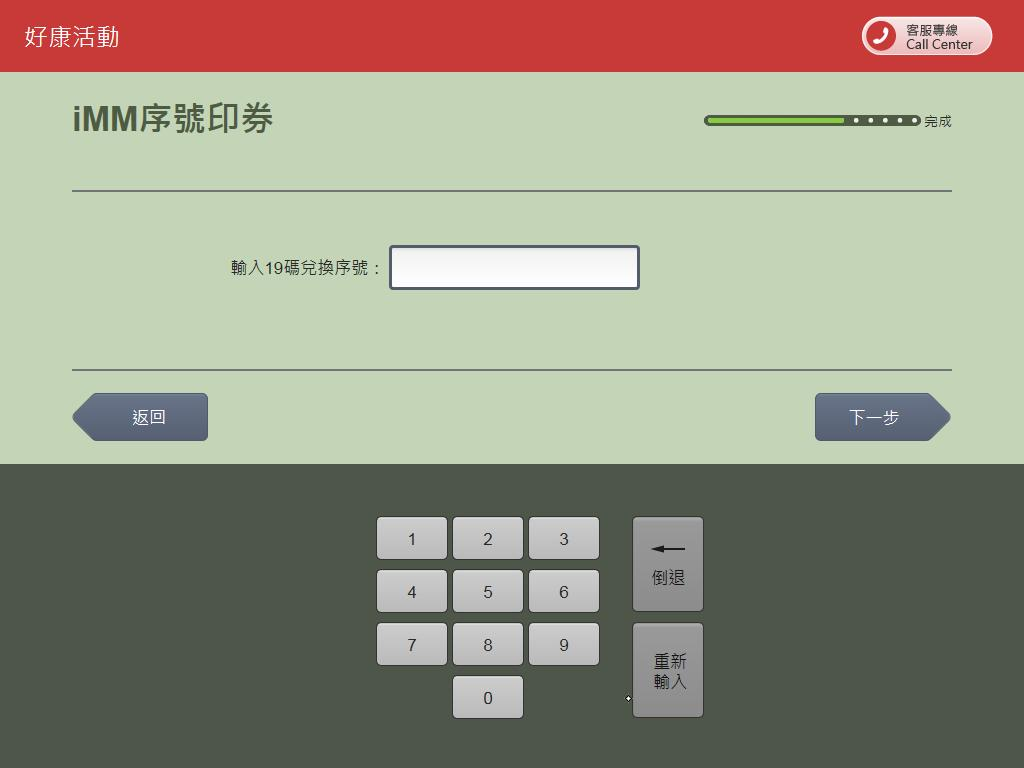 好康活動
客服專線
Call Center
iMM序號印券
完成
輸入19碼兌換序號：
返回
下一步
1 2 3
倒退
4 5 6
7 8 9
重新
輸入
0